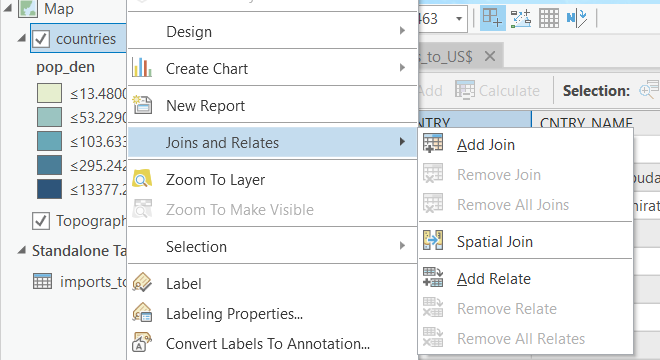 Map
countries
pop_den
≤13.4800
≤53.2290
≤103.633
≤295.242
≤13377.2
Topograp
Standalone Ta
imports_to
Design
Create Chart
New Report
Joins and Relates
Zoom To Layer
Zoom To Make Visible
Selection
Label
Labeling Properties...
Convert Labels To Annotation...
463
_to_US$
Add
Calculate
Selection:
NTRY
CNTRY_NAME
Add Join
Remove Join
Remove All Joins
Spatial Join
Add Relate
Remove Relate
Remove All Relates
buda
mirat